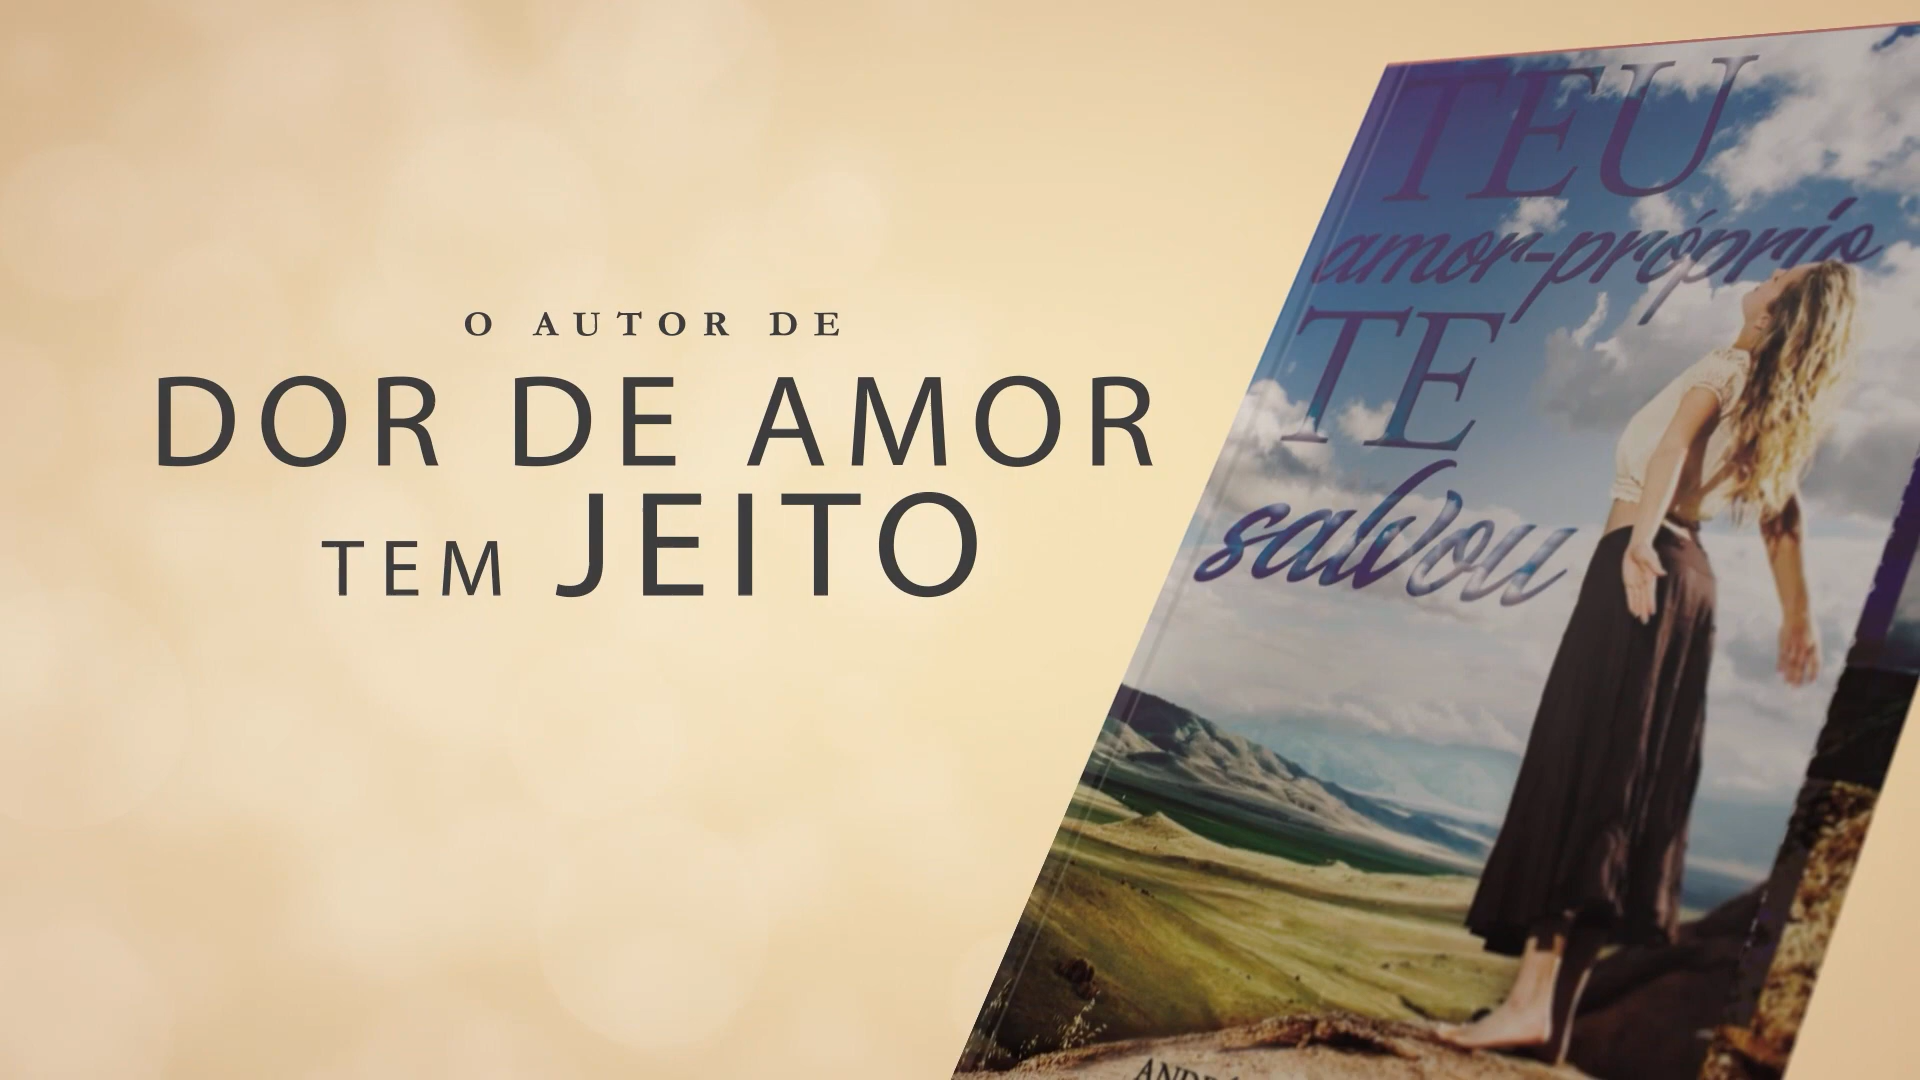 O AUTOR DE
DOR DE AMOR
TEM JEITO
TEU
amor-próprio
TE
salvou